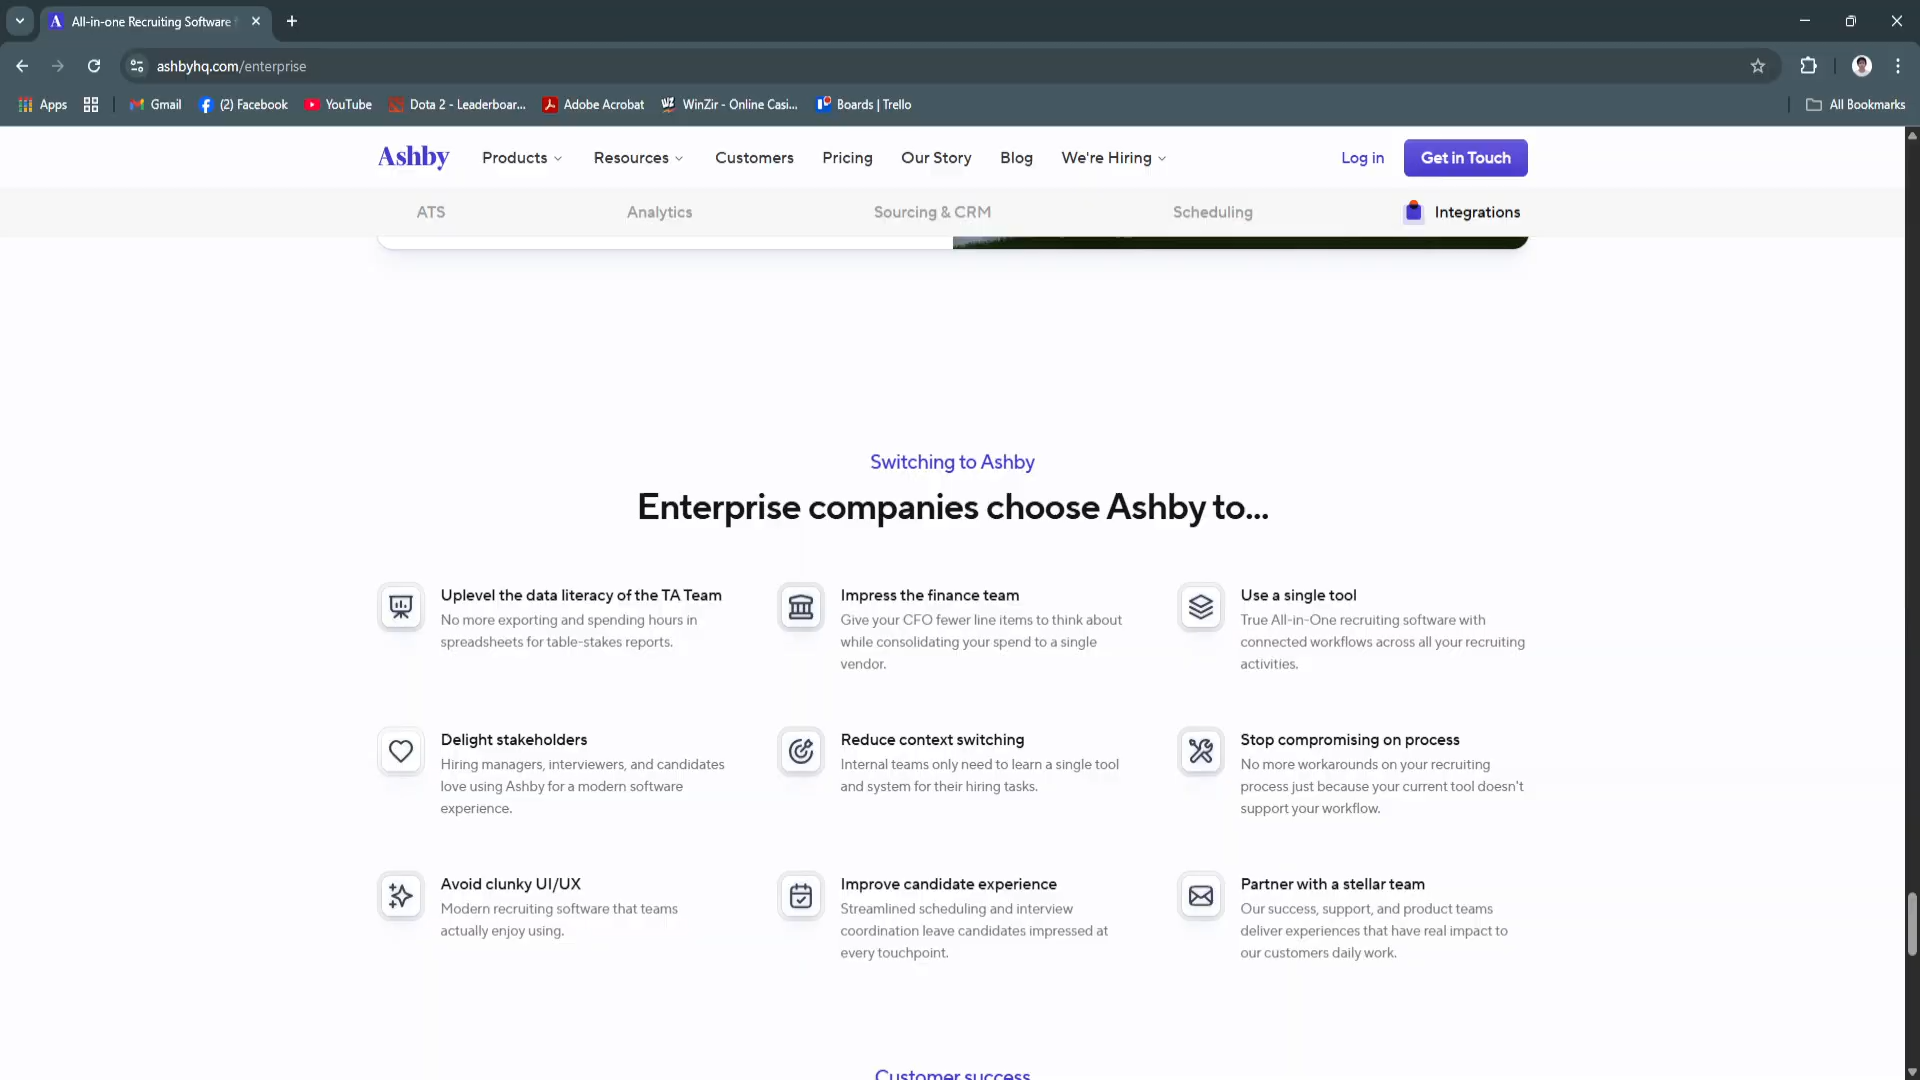 All-in-one Recruiting Software
ashbyhq.com/enterprise
Apps
Gmail
(2) Facebook
YouTube
Dota 2 - Leaderboar...
Adobe Acrobat
WinZir - Online Casi...
Boards | Trello
All Bookmarks
Ashby
Products
Resources
Customers
Pricing
Our Story
Blog
We're Hiring
Log in
Get in Touch
ATS
Analytics
Sourcing & CRM
Scheduling
Integrations
Switching to Ashby
Enterprise companies choose Ashby to...
Uplevel the data literacy of the TA Team
No more exporting and spending hours in
spreadsheets for table-stakes reports.
Impress the finance team
Give your CFO fewer line items to think about
while consolidating your spend to a single
vendor.
Use a single tool
True All-in-One recruiting software with
connected workflows across all your recruiting
activities.
Delight stakeholders
Hiring managers, interviewers, and candidates
love using Ashby for a modern software
experience.
Reduce context switching
Internal teams only need to learn a single tool
and system for their hiring tasks.
Stop compromising on process
No more workarounds on your recruiting
process just because your current tool doesn't
support your workflow.
Avoid clunky UI/UX
Modern recruiting software that teams
actually enjoy using.
Improve candidate experience
Streamlined scheduling and interview
coordination leave candidates impressed at
every touchpoint.
Partner with a stellar team
Our success, support, and product teams
deliver experiences that have real impact to
our customers daily work.
Customer success